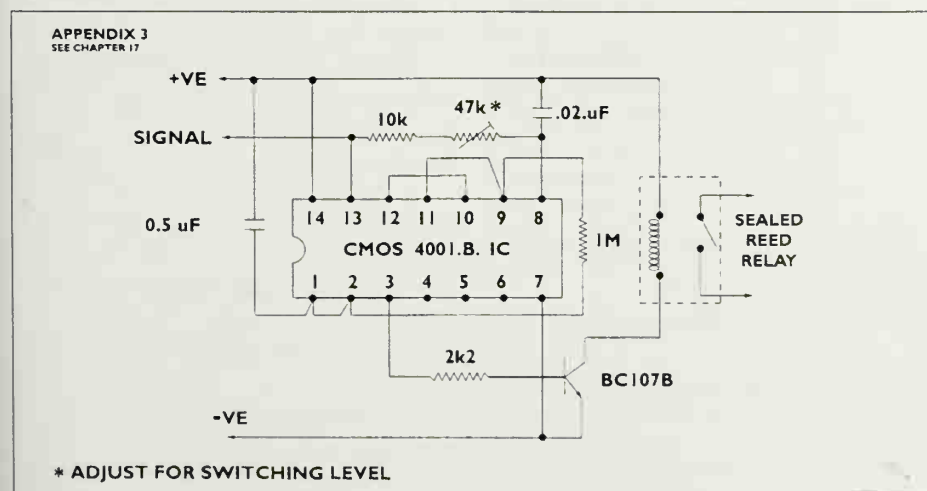 APPENDIX 3
SEE CHAPTER 17
+VE
47k*
10k
.02.uF
SIGNAL
14 13 12 11 10 9 8
0.5 uF
CMOS 4001.B. IC
1M
SEALED
REED
RELAY
1 2 3 4 5 6 7
2k2
BC107B
-VE
* ADJUST FOR SWITCHING LEVEL